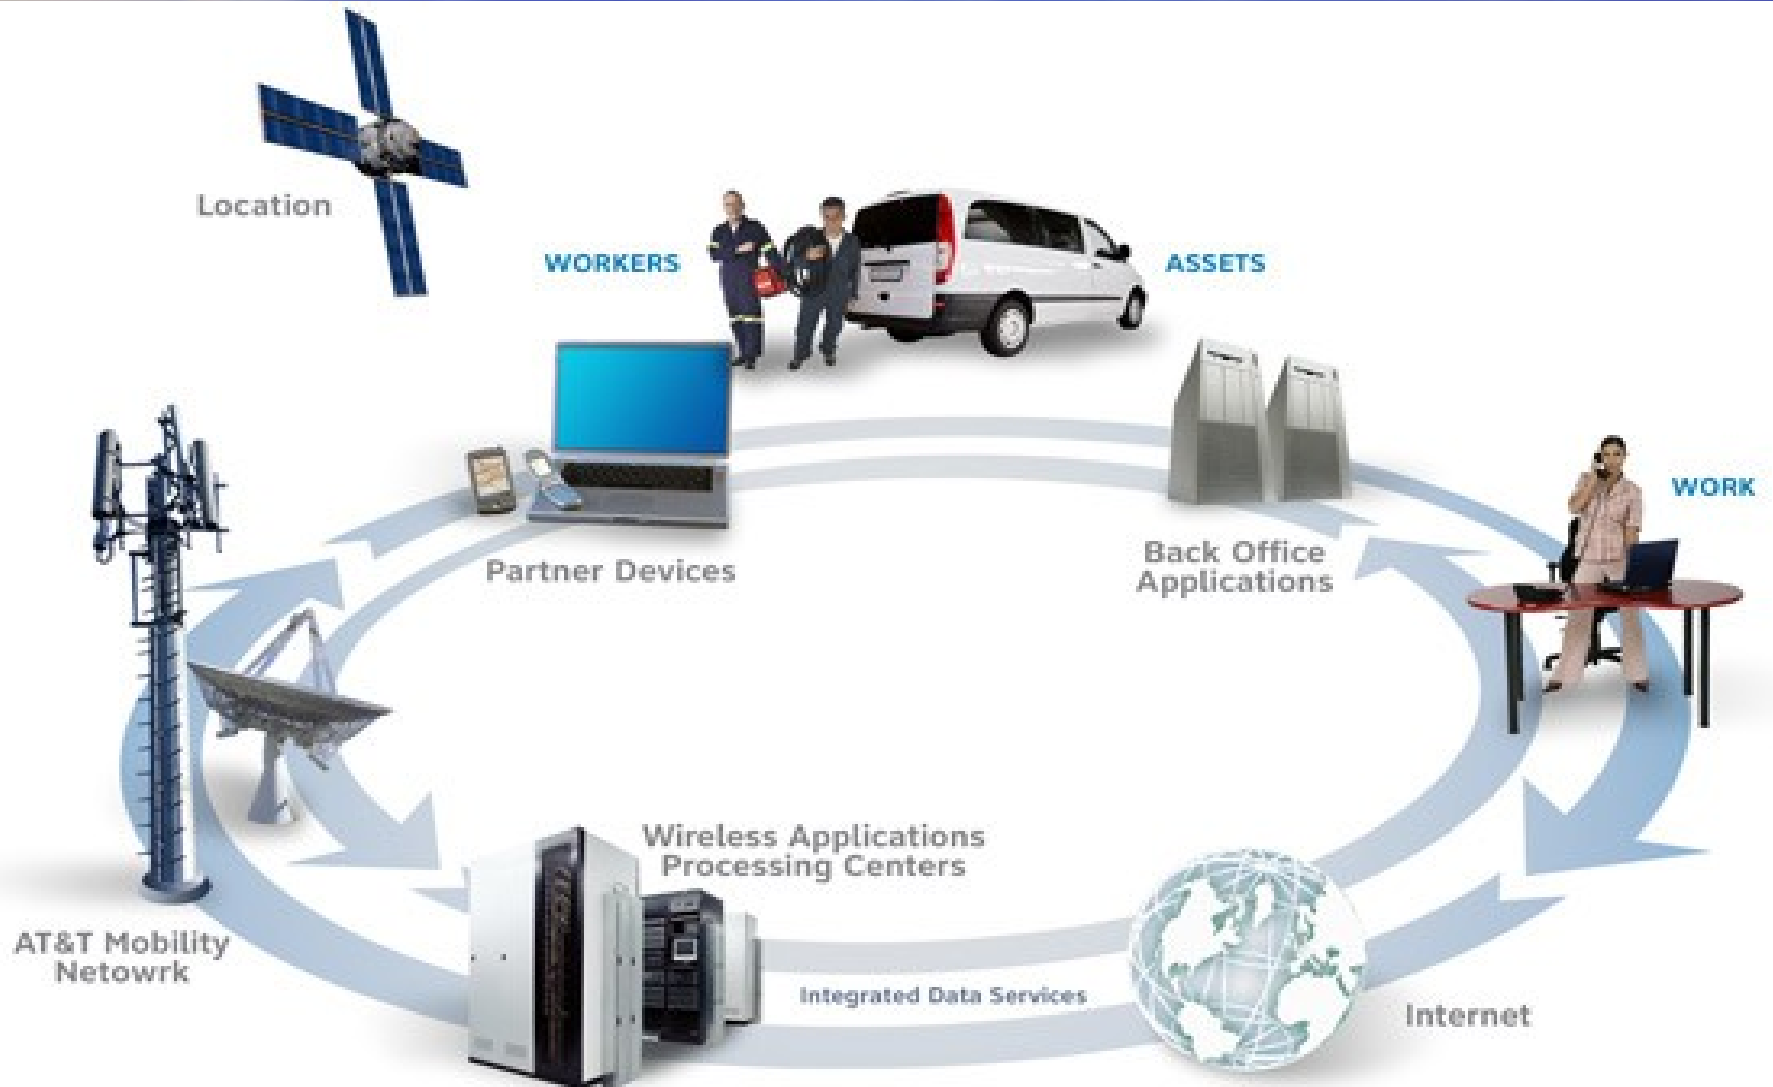 Location
WORKERS
ASSETS
WORK
Partner Devices
Back Office
Applications
Wireless Applications
Processing Centers
AT&T Mobility
Netowrk
Integrated Data Services
Internet